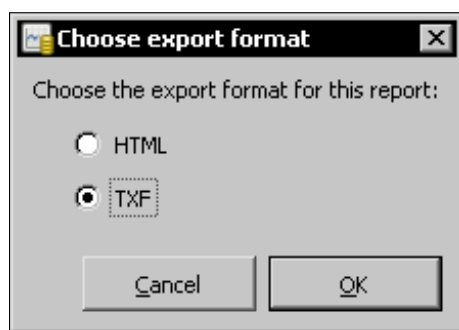 Choose export format
Choose the export format for this report:
HTML
TXF
Cancel OK